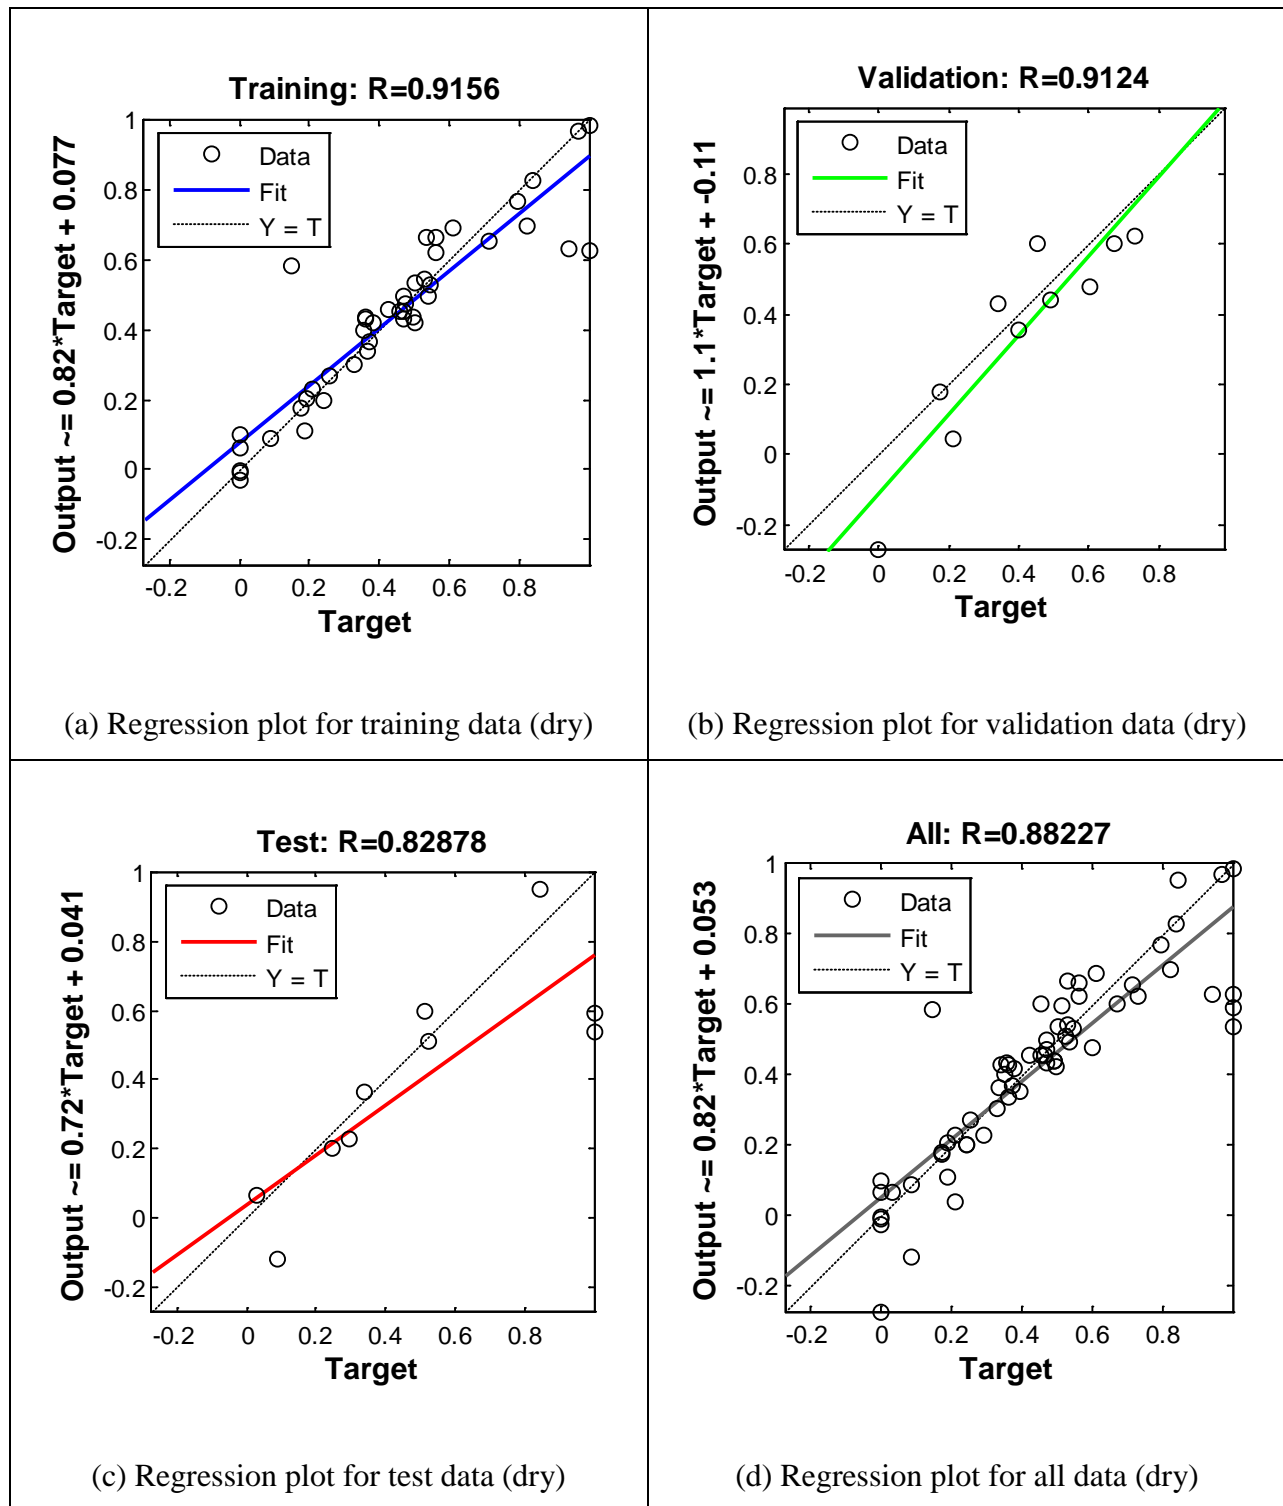 Training: R=0.9156
Output ~= 0.82*Target + 0.077
Data
Fit
Y = T
1
0.8
0.6
0.4
0.2
0
-0.2
-0.2 0 0.2 0.4 0.6 0.8
Target
(a) Regression plot for training data (dry)
Validation: R=0.9124
Output ~= 1.1*Target + -0.11
Data
Fit
Y = T
0.8
0.6
0.4
0.2
0
-0.2
-0.2 0 0.2 0.4 0.6 0.8
Target
(b) Regression plot for validation data (dry)
Test: R=0.82878
Output ~= 0.72*Target + 0.041
Data
Fit
Y = T
1
0.8
0.6
0.4
0.2
0
-0.2
-0.2 0 0.2 0.4 0.6 0.8
Target
(c) Regression plot for test data (dry)
All: R=0.88227
Output ~= 0.82*Target + 0.053
Data
Fit
Y = T
1
0.8
0.6
0.4
0.2
0
-0.2
-0.2 0 0.2 0.4 0.6 0.8
Target
(d) Regression plot for all data (dry)